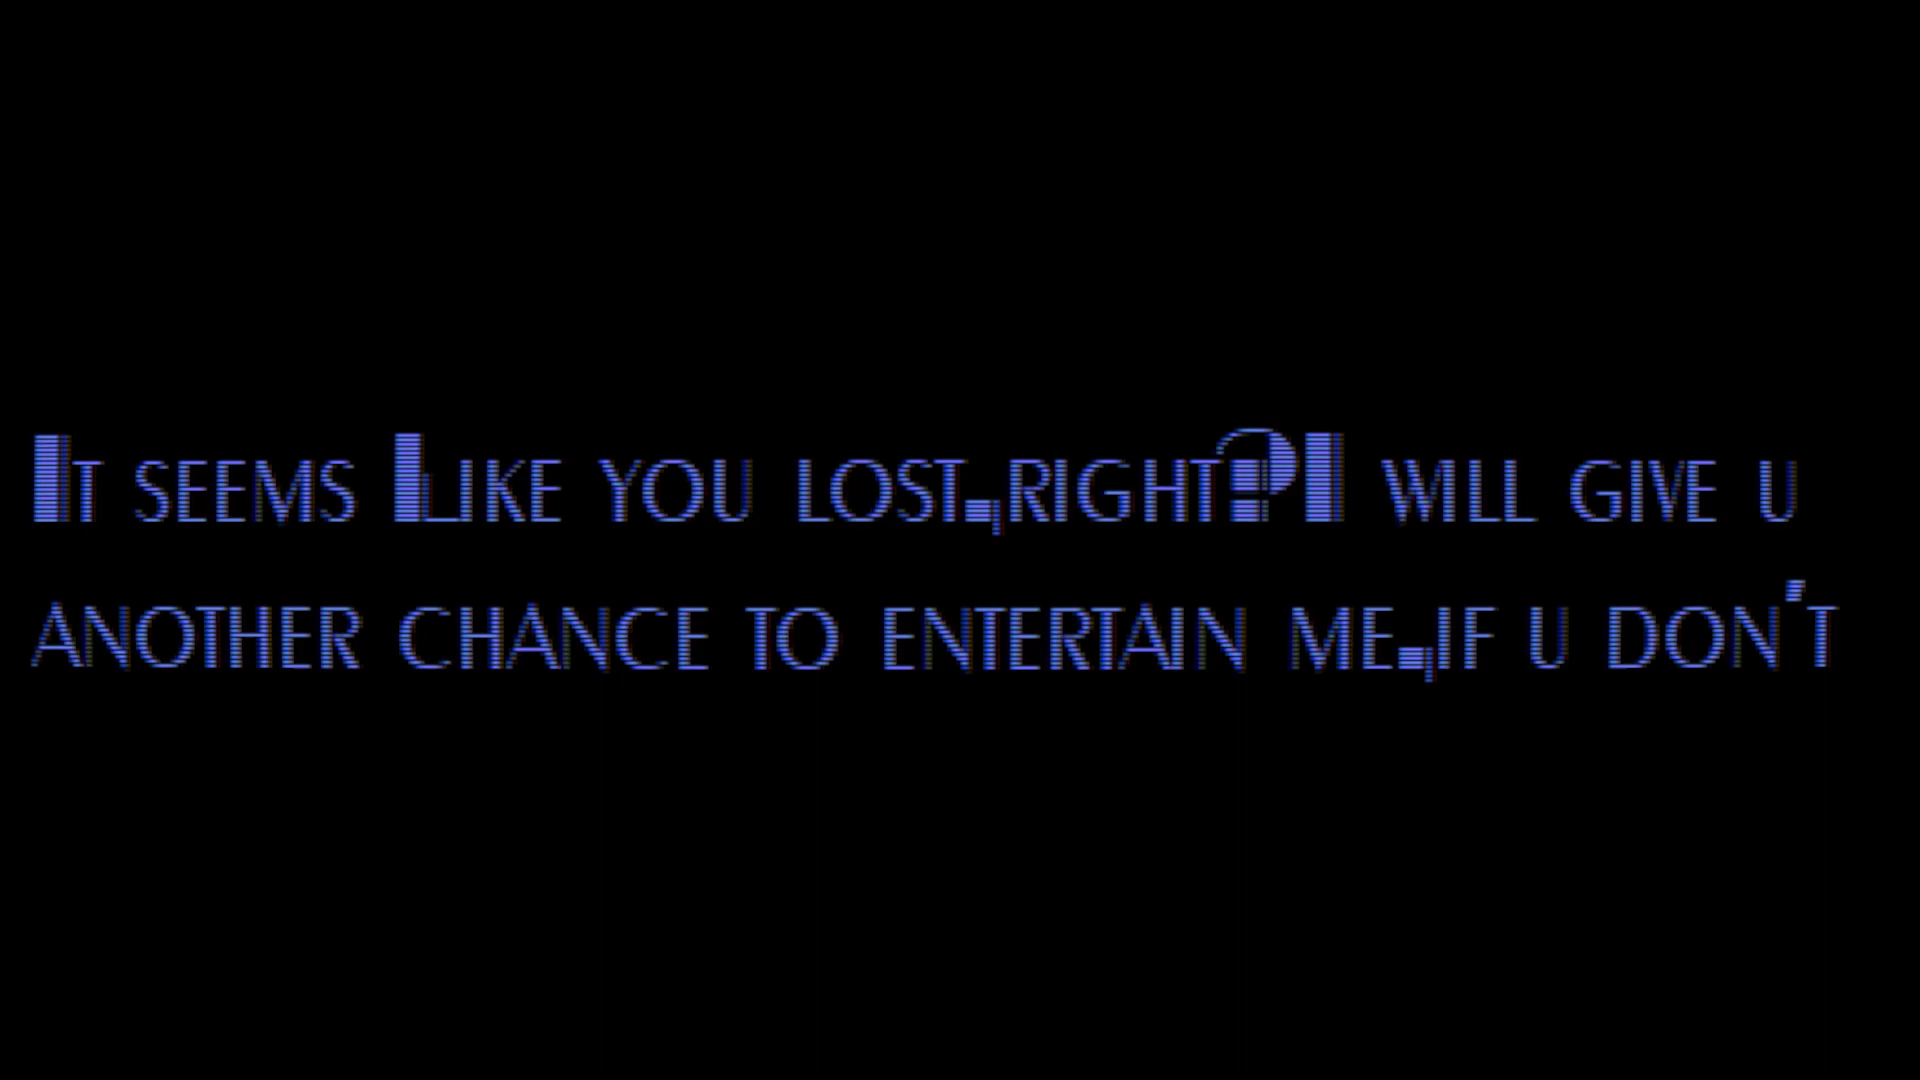 It seems Like you lost,right?I will give u
another chance to entertain me,if u don't